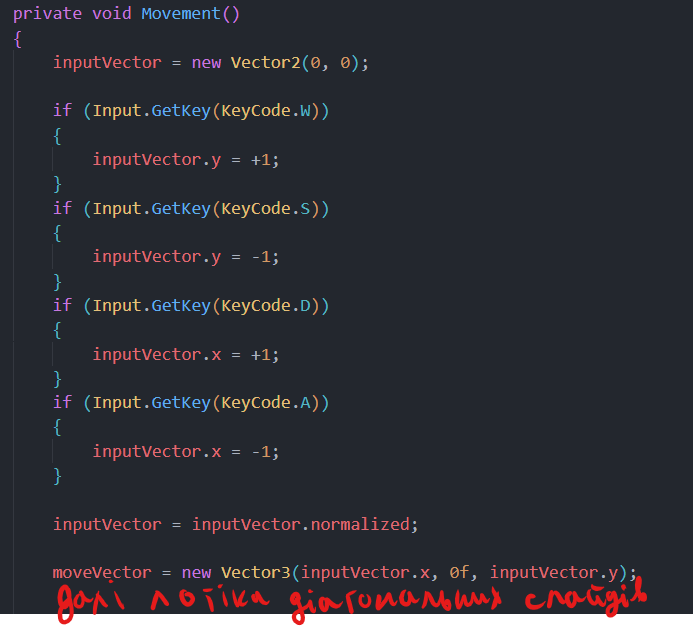 private void Movement()
{
inputVector = new Vector2(0, 0);
if (Input.GetKey(KeyCode.W))
{
inputVector.y = +1;
}
if (Input.GetKey(KeyCode.S))
{
inputVector.y = -1;
}
if (Input.GetKey(KeyCode.D))
{
inputVector.x = +1;
}
if (Input.GetKey(KeyCode.A))
{
inputVector.x = -1;
}
inputVector = inputVector.normalized;
moveVector = new Vector3(inputVector.x, 0f, inputVector.y);
далі логіка діагональних слайдів